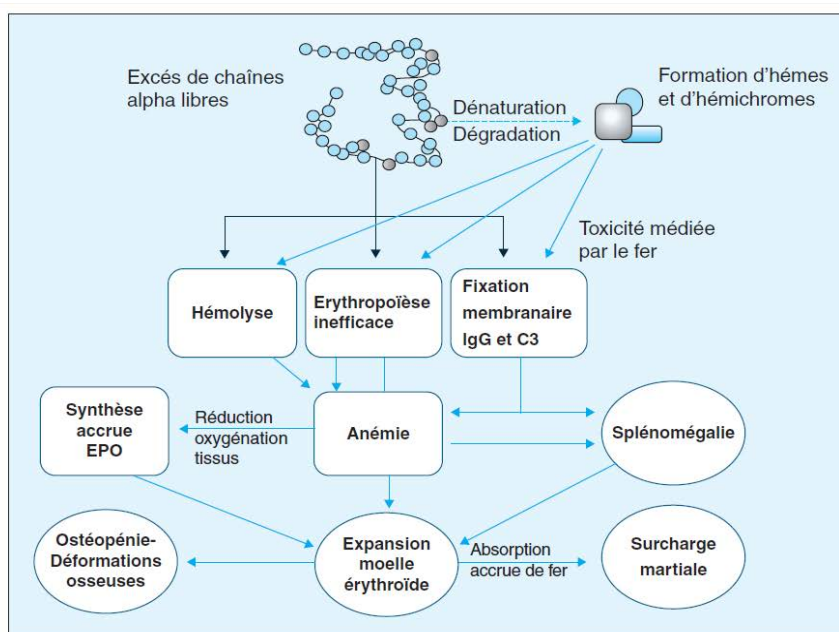 Excés de chaînes
alpha libres
Dénaturation
Dégradation
Formation d'hémes
et d'hémichromes
Toxicité médiée
par le fer
Hémolyse
Erythropoïèse
inefficace
Fixation
membranaire
IgG et C3
Synthèse
accrue
EPO
Réduction
oxygénation
tissus
Anémie
Splénomégalie
Ostéopénie-
Déformations
osseuses
Expansion
moelle
érythroïde
Absorption
accrue de fer
Surcharge
martiale